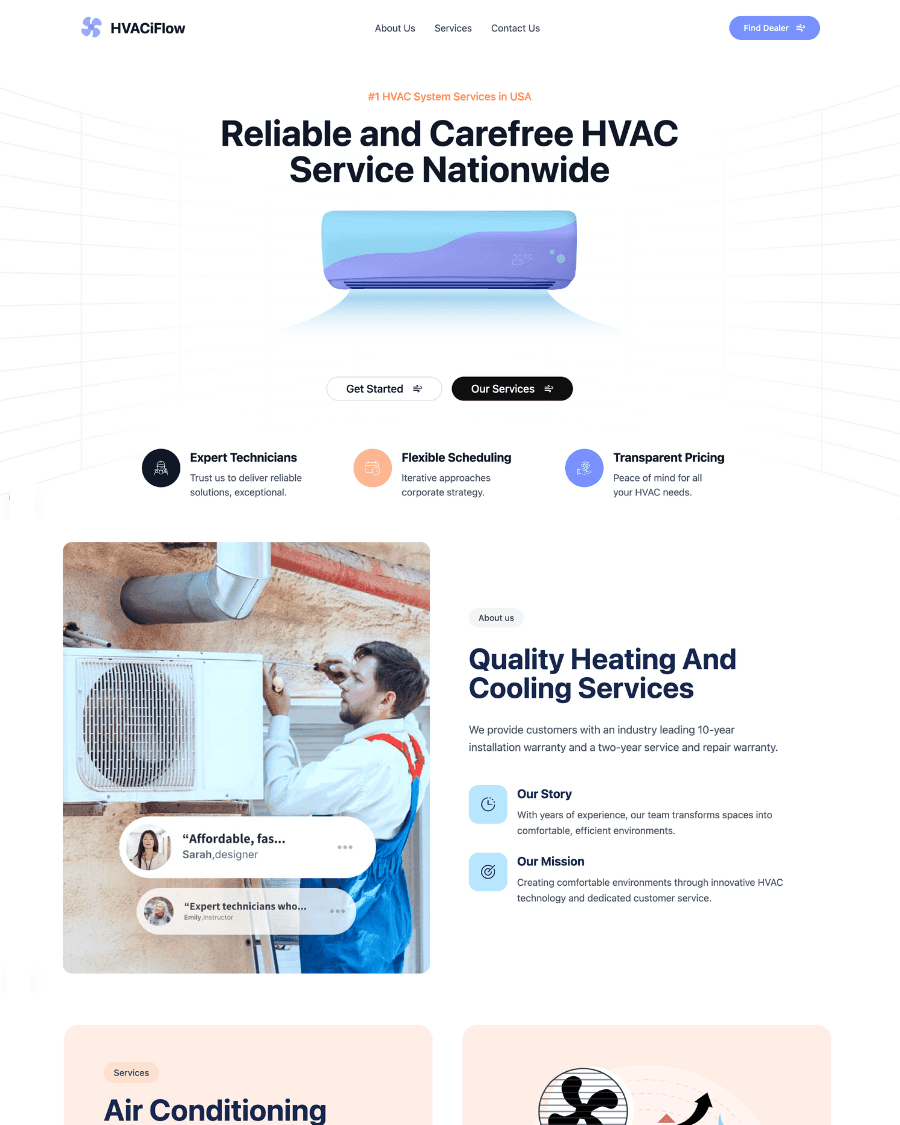 HVACiFlow
About Us
Services
Contact Us
Find Dealer
#1 HVAC System Services in USA
Reliable and Carefree HVAC
Service Nationwide
25°F
Get Started
Our Services
Expert Technicians
Trust us to deliver reliable
solutions, exceptional.
Flexible Scheduling
Iterative approaches
corporate strategy.
Transparent Pricing
Peace of mind for all
your HVAC needs.
About us
Quality Heating And
Cooling Services
We provide customers with an industry leading 10-year
installation warranty and a two-year service and repair warranty.
Our Story
With years of experience, our team transforms spaces into
comfortable, efficient environments.
Our Mission
Creating comfortable environments through innovative HVAC
technology and dedicated customer service.
“Affordable, fas...
Sarah,designer
“Expert technicians who...
Emily,Instructor
Services
Air Conditioning